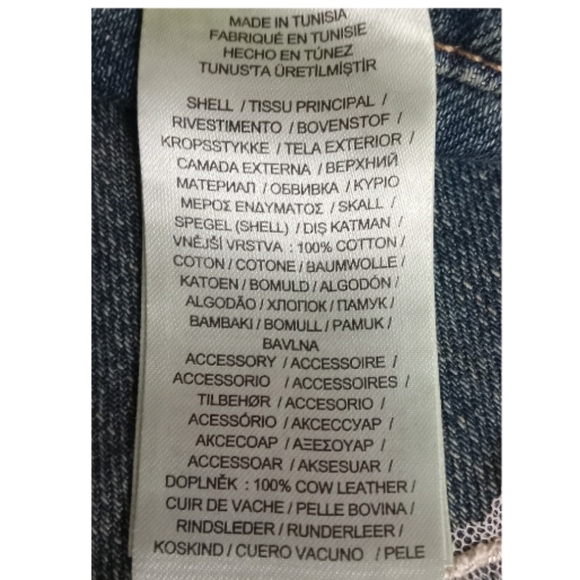 MADE IN TUNISIA
FABRIQUÉ EN TUNISIE
HECHO EN TÚNEZ
TUNUS'TA ÜRETİLMİŞTİR
SHELL / TISSU PRINCIPAL /
RIVESTIMENTO / BOVENSTOF /
KROPSSTYKKE / TELA EXTERIOR /
CAMADA EXTERNA / ВЕРХНИЙ
МАТЕРИАЛ / ОБВИВКА / ΚΥΡΙΟ
ΜΕΡΟΣ ΕΝΔΥΜΑΤΟΣ / SKALL /
SPEGEL (SHELL) / DIŞ KATMAN /
VNĚJŠÍ VRSTVA : 100% COTTON /
COTON / COTONE / BAUMWOLLE /
KATOEN / BOMULD / ALGODÓN /
ALGODÃO / ХЛОПОК / ПАМУК /
ΒΑΜΒΑΚΙ / BOMULL / PAMUK /
BAVLNA
ACCESSORY / ACCESSOIRE /
ACCESSORIO / ACCESSOIRES /
TILBEHØR / ACCESORIO /
ACESSÓRIO / АКСЕССУАР /
АКСЕСОАР / ΑΞΕΣΟΥΑΡ /
ACCESSOAR / AKSESUAR /
DOPLNĚK : 100% COW LEATHER /
CUIR DE VACHE / PELLE BOVINA /
RINDSLEDER / RUNDERLEER /
KOSKIND / CUERO VACUNO / PELE